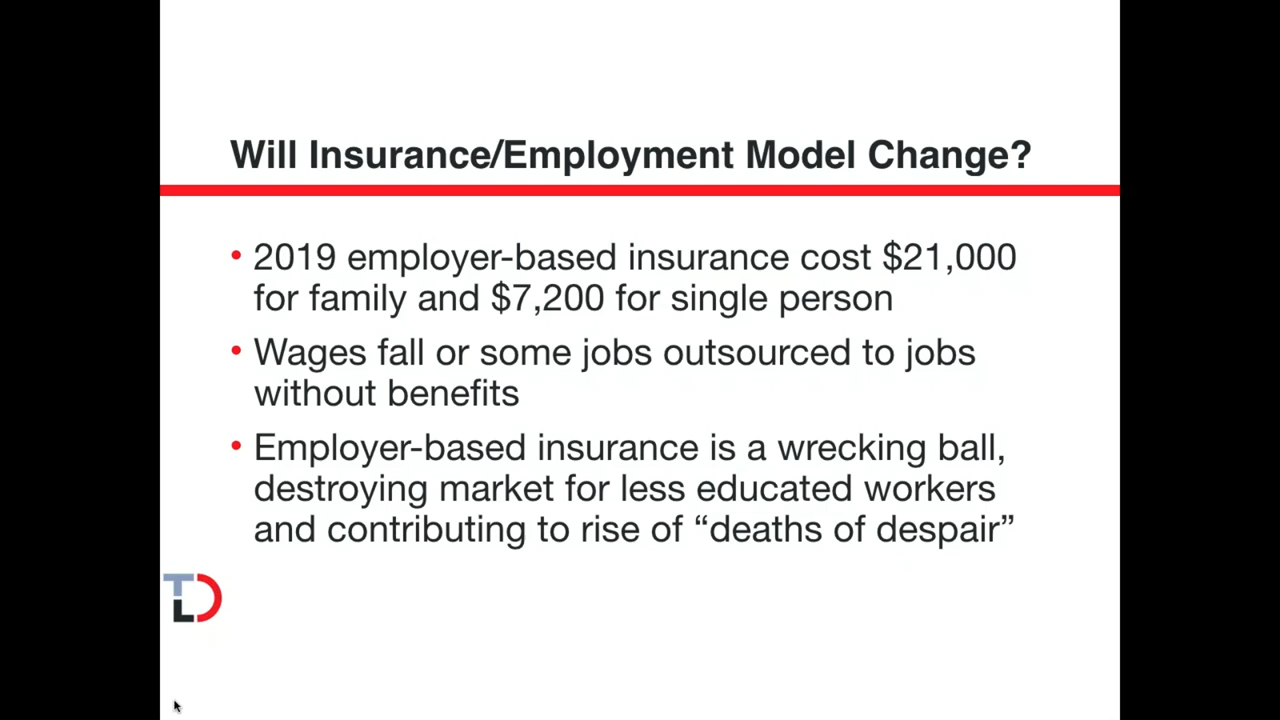 Will Insurance/Employment Model Change?
• 2019 employer-based insurance cost $21,000
for family and $7,200 for single person
• Wages fall or some jobs outsourced to jobs
without benefits
• Employer-based insurance is a wrecking ball,
destroying market for less educated workers
and contributing to rise of “deaths of despair”
TLD